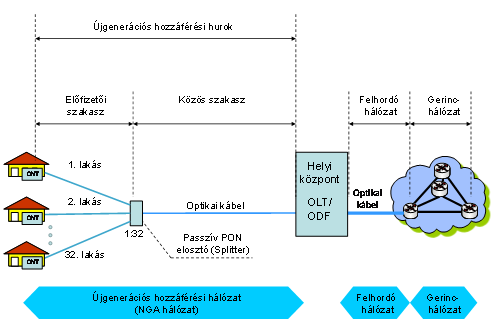 Újgenerációs hozzáférési hurok
Előfizetői
szakasz
Közös szakasz
Felhordó
hálózat
Gerinc-
hálózat
1. lakás
ONT
2. lakás
ONT
32. lakás
ONT
1:32
Optikai kábel
Passzív PON
elosztó (Splitter)
Helyi
központ
OLT/
ODF
Optikai
kábel
Újgenerációs hozzáférési hálózat
(NGA hálózat)
Felhordó
hálózat
Gerinc-
hálózat